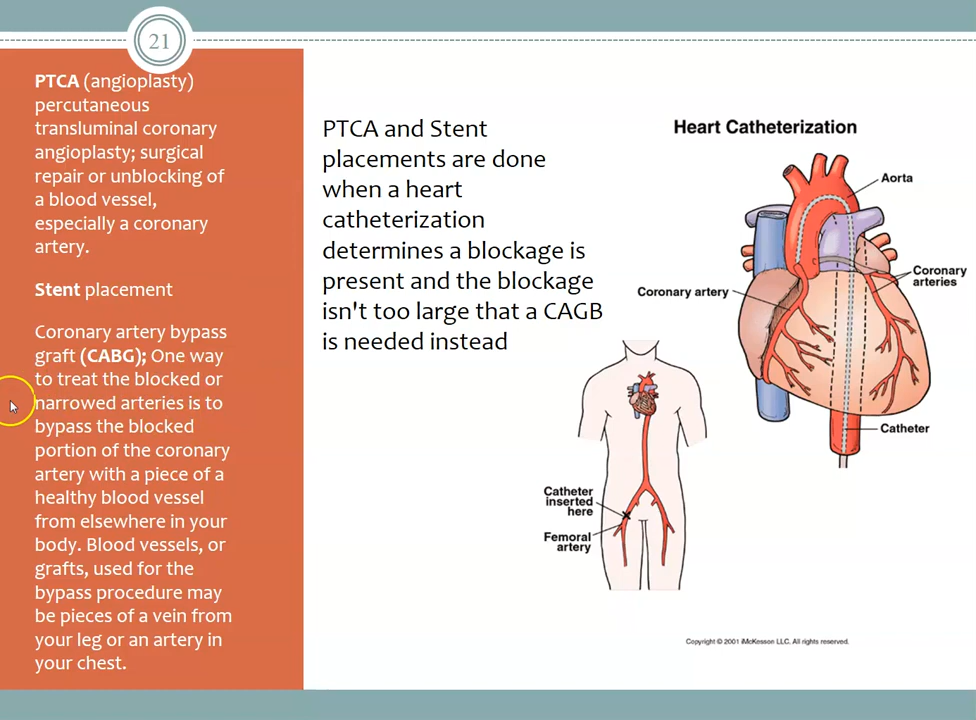 21
PTCA (angioplasty)
percutaneous
transluminal coronary
angioplasty; surgical
repair or unblocking of
a blood vessel,
especially a coronary
artery.
Stent placement
Coronary artery bypass
graft (CABG); One way
to treat the blocked or
narrowed arteries is to
bypass the blocked
portion of the coronary
artery with a piece of a
healthy blood vessel
from elsewhere in your
body. Blood vessels, or
grafts, used for the
bypass procedure may
be pieces of a vein from
your leg or an artery in
your chest.
PTCA and Stent
placements are done
when a heart
catheterization
determines a blockage is
present and the blockage
isn't too large that a CAGB
is needed instead
Heart Catheterization
Aorta
Coronary
arteries
Coronary artery
Catheter
Catheter
inserted
here
Femoral
artery
Copyright © 2001 iMcKesson LLC. All rights reserved.